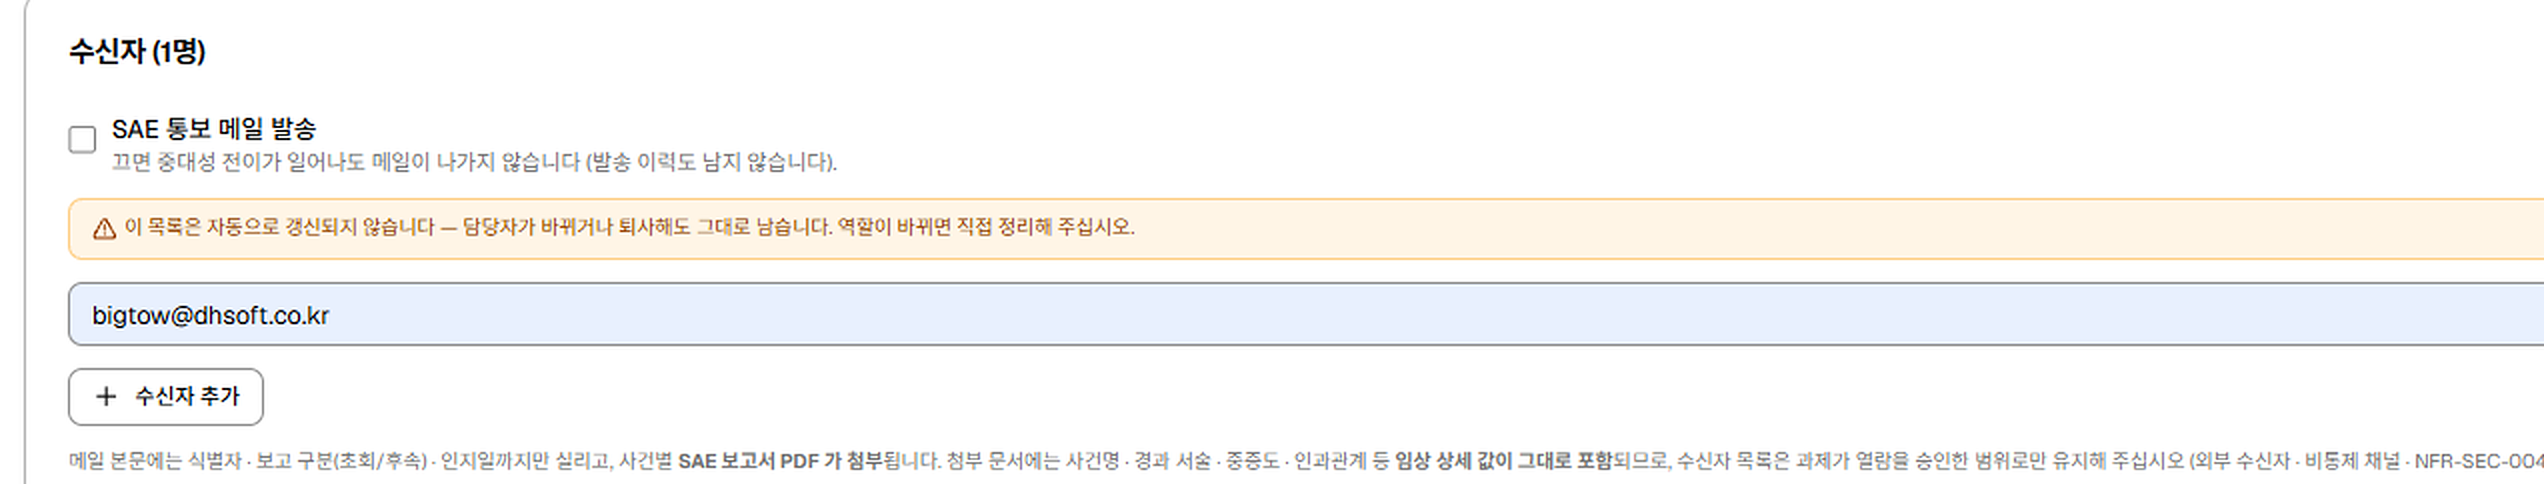 수신자 (1명)
SAE 통보 메일 발송
끄면 중대성 전이가 일어나도 메일이 나가지 않습니다 (발송 이력도 남지 않습니다).
이 목록은 자동으로 갱신되지 않습니다 — 담당자가 바뀌거나 퇴사해도 그대로 남습니다. 역할이 바뀌면 직접 정리해 주십시오.
bigtow@dhsoft.co.kr
+ 수신자 추가
메일 본문에는 식별자 · 보고 구분(초회/후속) · 인지일까지만 실리고, 사건별 SAE 보고서 PDF 가 첨부됩니다. 첨부 문서에는 사건명 · 경과 서술 · 중증도 · 인과관계 등 임상 상세 값이 그대로 포함되므로, 수신자 목록은 과제가 열람을 승인한 범위로만 유지해 주십시오 (외부 수신자 · 비통제 채널 · NFR-SEC-004